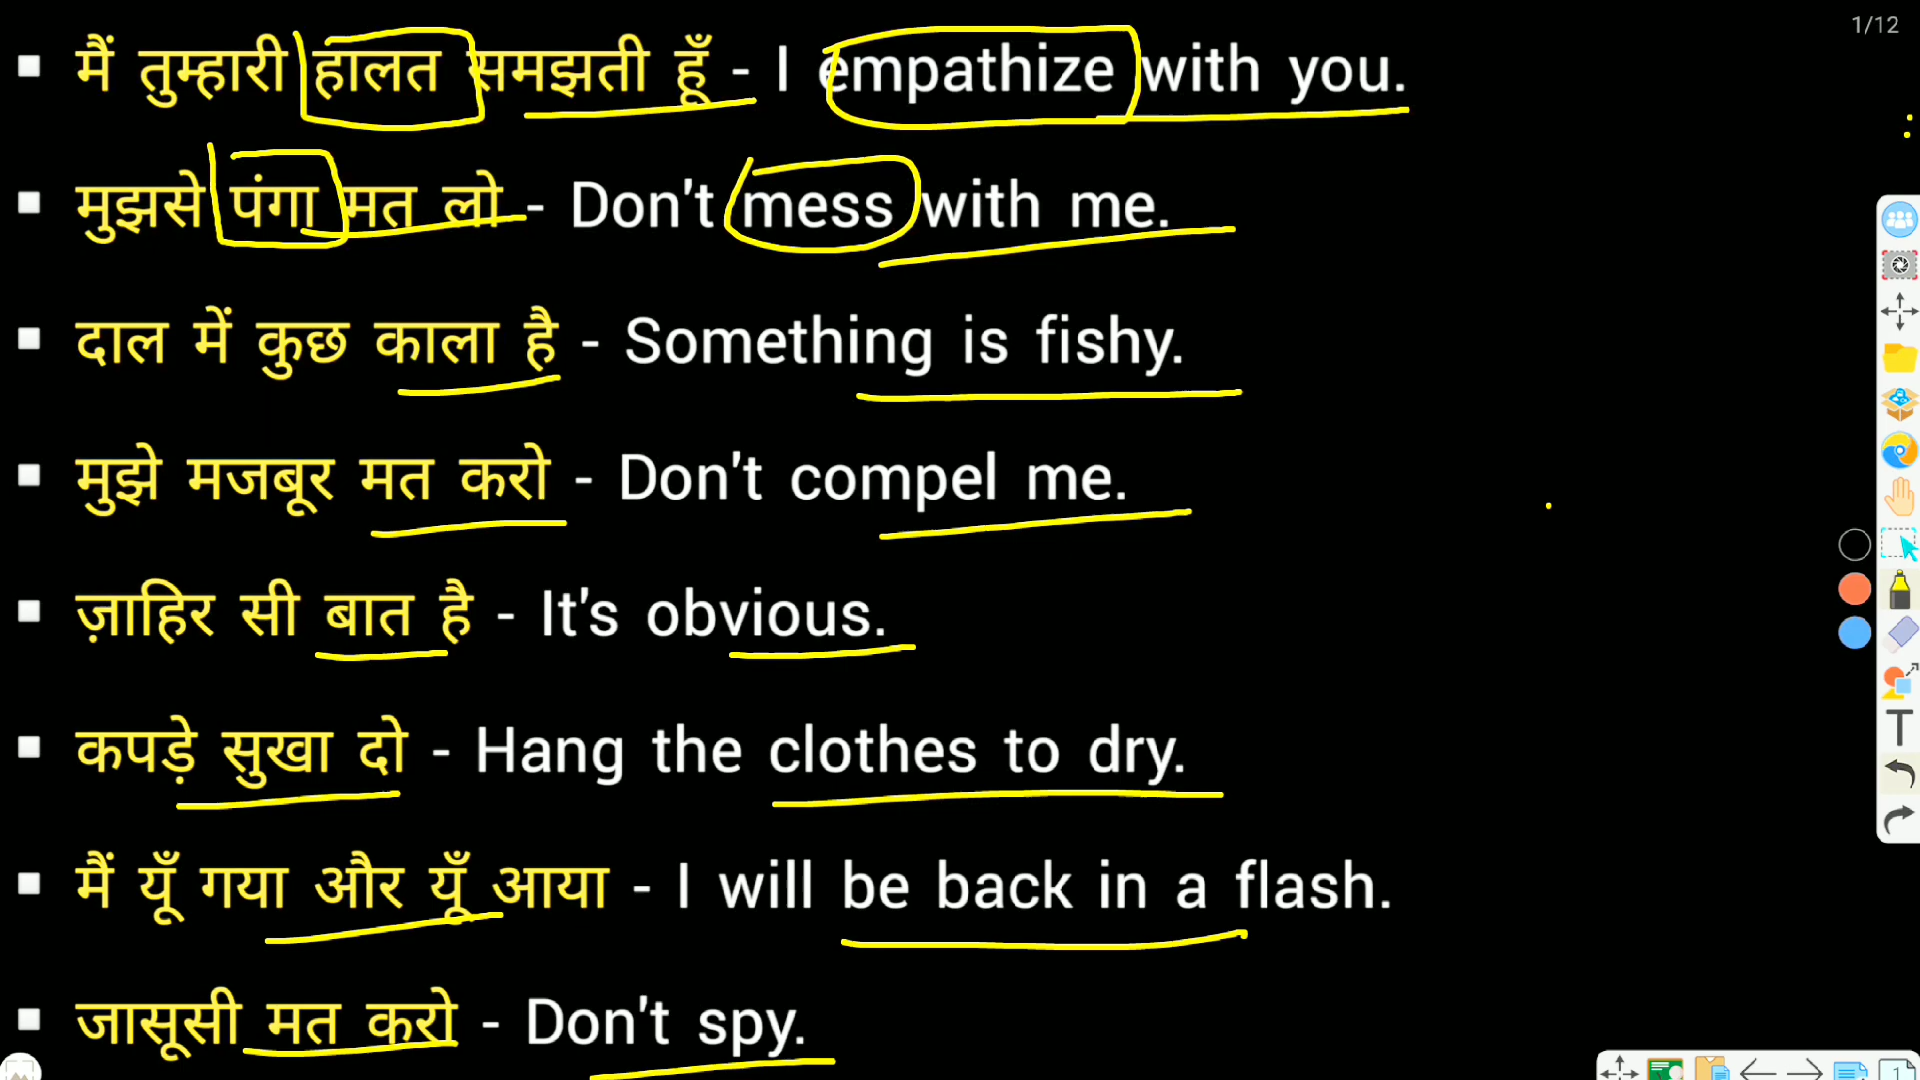 1/12
▪ मैं तुम्हारी हालत समझती हूँ - I empathize with you.
▪ मुझसे पंगा मत लो - Don't mess with me.
▪ दाल में कुछ काला है - Something is fishy.
▪ मुझे मजबूर मत करो - Don't compel me.
▪ ज़ाहिर सी बात है - It's obvious.
▪ कपड़े सुखा दो - Hang the clothes to dry.
▪ मैं यूँ गया और यूँ आया - I will be back in a flash.
▪ जासूसी मत करो - Don't spy.